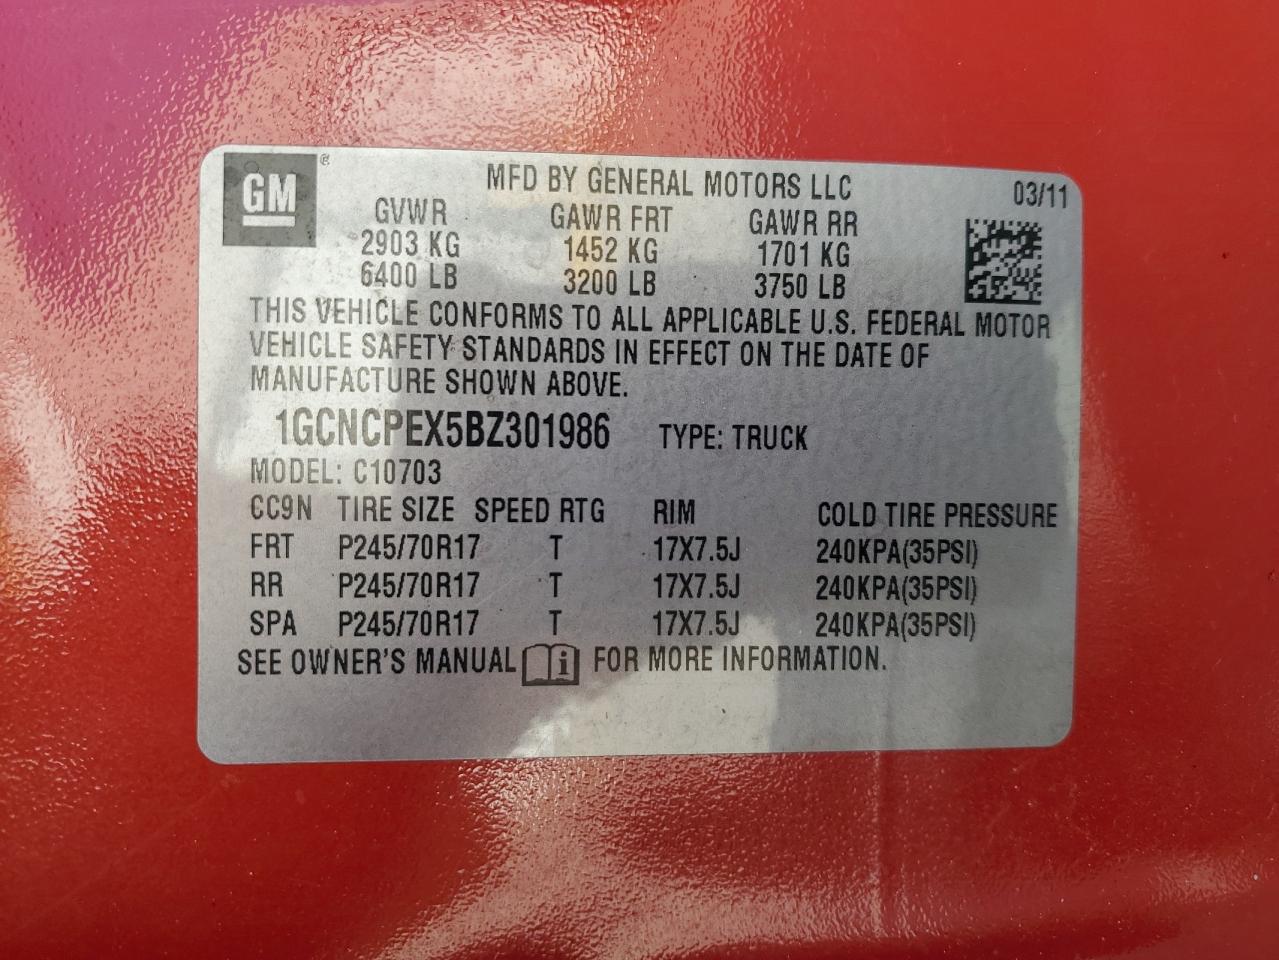 GM ®
MFD BY GENERAL MOTORS LLC 03/11
GVWR GAWR FRT GAWR RR
2903 KG 1452 KG 1701 KG
6400 LB 3200 LB 3750 LB
THIS VEHICLE CONFORMS TO ALL APPLICABLE U.S. FEDERAL MOTOR
VEHICLE SAFETY STANDARDS IN EFFECT ON THE DATE OF
MANUFACTURE SHOWN ABOVE.
1GCNCPEX5BZ301986 TYPE: TRUCK
MODEL: C10703
CC9N TIRE SIZE SPEED RTG RIM COLD TIRE PRESSURE
FRT P245/70R17 T 17X7.5J 240KPA(35PSI)
RR P245/70R17 T 17X7.5J 240KPA(35PSI)
SPA P245/70R17 T 17X7.5J 240KPA(35PSI)
SEE OWNER'S MANUAL i FOR MORE INFORMATION.